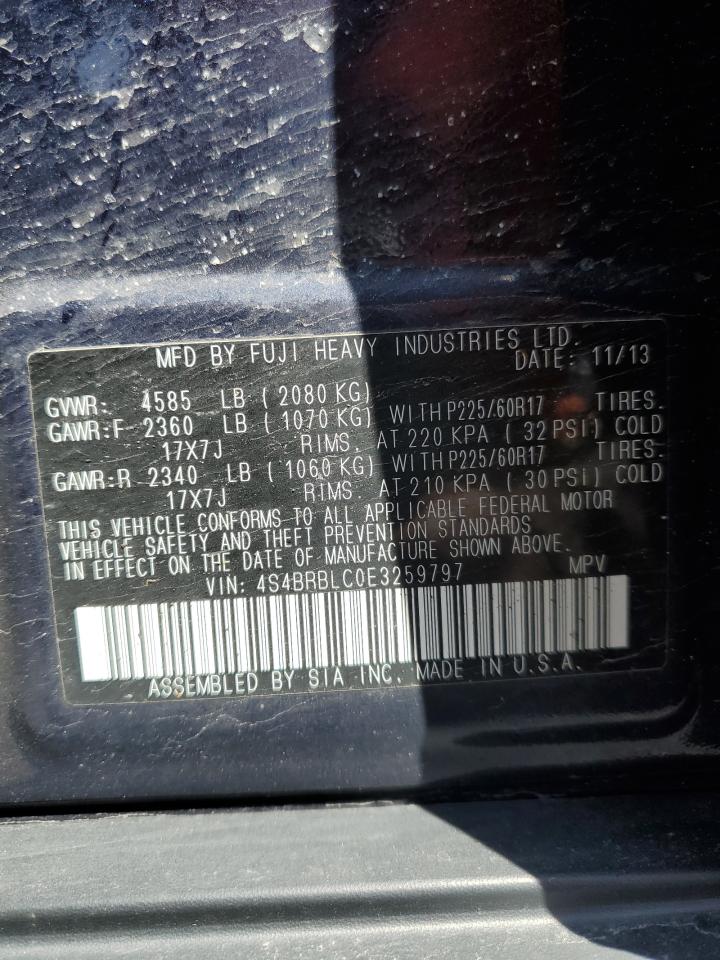 MFD BY FUJI HEAVY INDUSTRIES LTD.
DATE: 11/13
GVWR: 4585 LB ( 2080 KG)
GAWR:F 2360 LB ( 1070 KG) WITH P225/60R17 TIRES.
17X7J RIMS. AT 220 KPA ( 32 PSI) COLD
GAWR:R 2340 LB ( 1060 KG) WITH P225/60R17 TIRES.
17X7J RIMS. AT 210 KPA ( 30 PSI) COLD
THIS VEHICLE CONFORMS TO ALL APPLICABLE FEDERAL MOTOR
VEHICLE SAFETY AND THEFT PREVENTION STANDARDS
IN EFFECT ON THE DATE OF MANUFACTURE SHOWN ABOVE.
VIN: 4S4BRBLC0E3259797 MPV
ASSEMBLED BY SIA INC. MADE IN U.S.A.